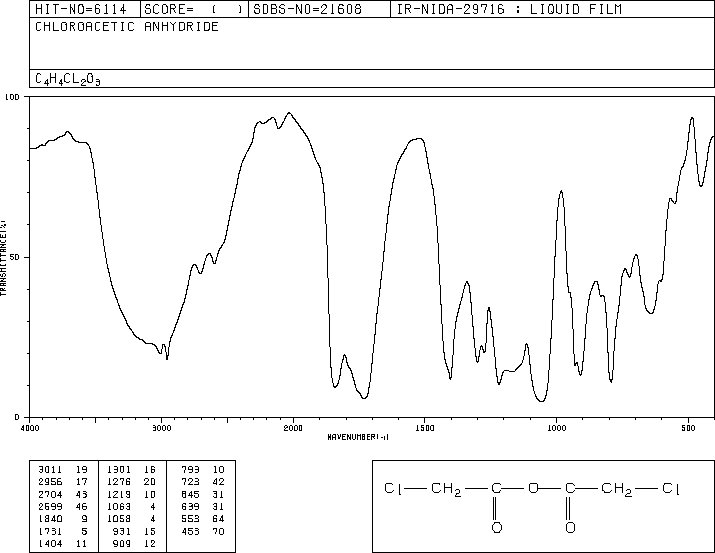 HIT-NO=6114 SCORE= ( ) SDBS-NO=21608 IR-NIDA-29716 : LIQUID FILM
CHLOROACETIC ANHYDRIDE
C4H4CL2O3
100
TRANSMITTANCE(%)
50
0
4000 3000 2000 1500 1000 500
WAVENUMBER(-1)
3011 19 1301 16 793 10
2956 17 1276 20 723 42
2704 43 1219 10 645 31
2599 46 1063 4 639 31
1840 9 1058 4 553 64
1731 5 931 15 453 70
1404 11 909 12
Cl—CH2—C—O—C—CH2—Cl
O O